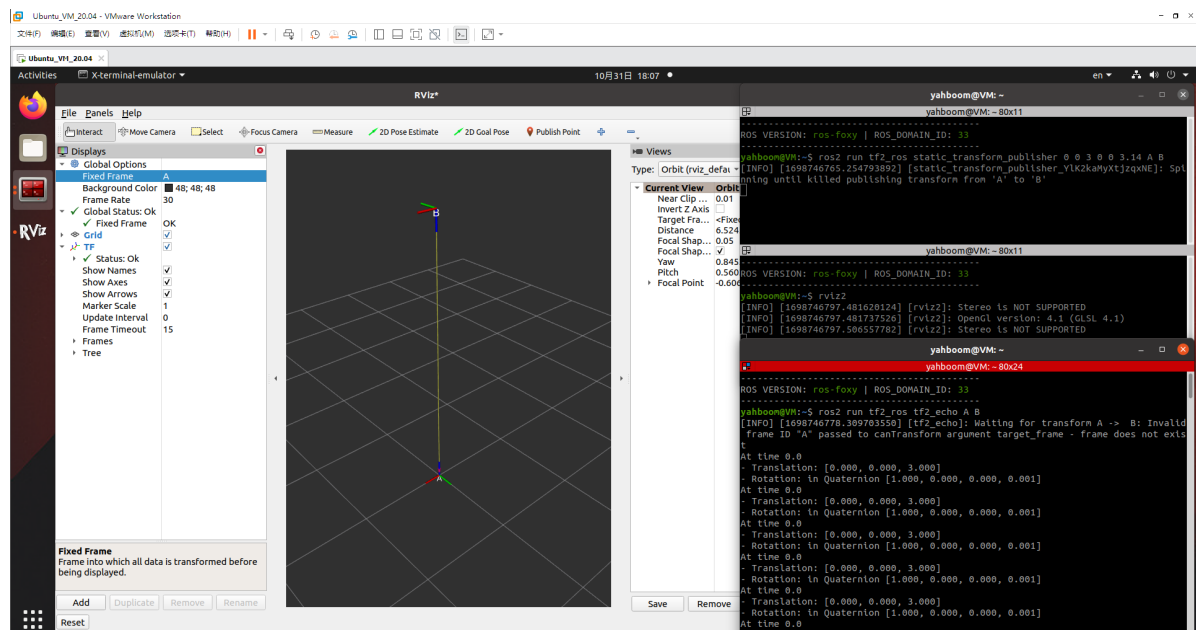 Ubuntu_VM_20.04 - VMware Workstation
文件(F) 编辑(E) 查看(V) 虚拟机(M) 选项卡(T) 帮助(H)
Ubuntu_VM_20.04
Activities X-terminal-emulator 10月31日 18:07 en
RViz*
File Panels Help
Interact Move Camera Select Focus Camera Measure 2D Pose Estimate 2D Goal Pose Publish Point
Displays
Global Options
Fixed Frame A
Background Color 48; 48; 48
Frame Rate 30
Global Status: Ok
Fixed Frame OK
Grid
TF
Status: Ok
Show Names
Show Axes
Show Arrows
Marker Scale 1
Update Interval 0
Frame Timeout 15
Frames
Tree
Fixed Frame
Frame into which all data is transformed before
being displayed.
Add Duplicate Remove Rename
Reset
RViz
B
A
Views
Type: Orbit (rviz_defau
Current View Orbit
Near Clip ... 0.01
Invert Z Axis
Target Fra... <Fixe
Distance 6.524
Focal Shap... 0.05
Focal Shap...
Yaw 0.845
Pitch 0.560
Focal Point -0.606
Save Remove
yahboom@VM: ~
yahboom@VM: ~ 80x11
-------------------------------------------
ROS VERSION: ros-foxy | ROS_DOMAIN_ID: 33
-------------------------------------------
yahboom@VM:~$ ros2 run tf2_ros static_transform_publisher 0 0 3 0 0 3.14 A B
[INFO] [1698746765.254793892] [static_transform_publisher_YlK2kaMyXtjzqxNE]: Spi
nning until killed publishing transform from 'A' to 'B'
yahboom@VM: ~ 80x11
-------------------------------------------
ROS VERSION: ros-foxy | ROS_DOMAIN_ID: 33
-------------------------------------------
yahboom@VM:~$ rviz2
[INFO] [1698746797.481620124] [rviz2]: Stereo is NOT SUPPORTED
[INFO] [1698746797.481737526] [rviz2]: OpenGl version: 4.1 (GLSL 4.1)
[INFO] [1698746797.506557782] [rviz2]: Stereo is NOT SUPPORTED
yahboom@VM: ~
yahboom@VM: ~ 80x24
-------------------------------------------
ROS VERSION: ros-foxy | ROS_DOMAIN_ID: 33
-------------------------------------------
yahboom@VM:~$ ros2 run tf2_ros tf2_echo A B
[INFO] [1698746778.309703550] [tf2_echo]: Waiting for transform A -> B: Invalid
frame ID "A" passed to canTransform argument target_frame - frame does not exis
t
At time 0.0
- Translation: [0.000, 0.000, 3.000]
- Rotation: in Quaternion [1.000, 0.000, 0.000, 0.001]
At time 0.0
- Translation: [0.000, 0.000, 3.000]
- Rotation: in Quaternion [1.000, 0.000, 0.000, 0.001]
At time 0.0
- Translation: [0.000, 0.000, 3.000]
- Rotation: in Quaternion [1.000, 0.000, 0.000, 0.001]
At time 0.0
- Translation: [0.000, 0.000, 3.000]
- Rotation: in Quaternion [1.000, 0.000, 0.000, 0.001]
At time 0.0
- Translation: [0.000, 0.000, 3.000]
- Rotation: in Quaternion [1.000, 0.000, 0.000, 0.001]
At time 0.0